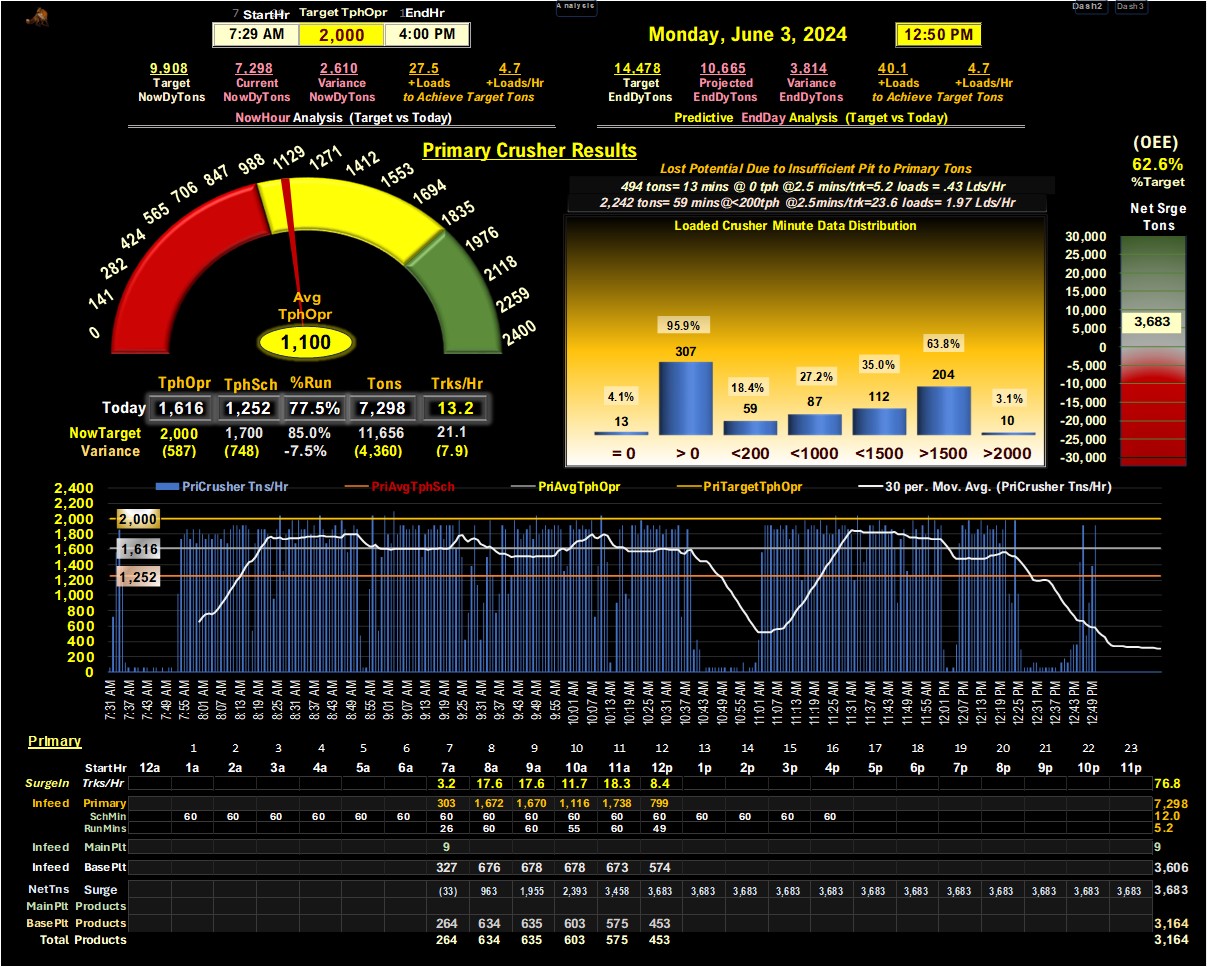 StartHr Target TphOpr EndHr
7:29 AM 2,000 4:00 PM
Analysis
Monday, June 3, 2024 12:50 PM
Dash2 Dash3
9,908 7,298 2,610 27.5 4.7
Target Current Variance +Loads +Loads/Hr
NowDyTons NowDyTons NowDyTons to Achieve Target Tons
NowHour Analysis (Target vs Today)
14,478 10,665 3,814 40.1 4.7
Target Projected Variance +Loads +Loads/Hr
EndDyTons EndDyTons EndDyTons to Achieve Target Tons
Predictive EndDay Analysis (Target vs Today)
Primary Crusher Results
0 141 282 424 565 706 847 988 1129 1271 1412 1553 1694 1835 1976 2118 2259 2400
Avg
TphOpr
1,100
TphOpr TphSch %Run Tons Trks/Hr
Today 1,616 1,252 77.5% 7,298 13.2
NowTarget 2,000 1,700 85.0% 11,656 21.1
Variance (587) (748) -7.5% (4,360) (7.9)
Lost Potential Due to Insufficient Pit to Primary Tons
494 tons= 13 mins @ 0 tph @2.5 mins/trk=5.2 loads = .43 Lds/Hr
2,242 tons= 59 mins@<200tph @2.5mins/trk=23.6 loads= 1.97 Lds/Hr
Loaded Crusher Minute Data Distribution
4.1% 95.9% 18.4% 27.2% 35.0% 63.8% 3.1%
13 307 59 87 112 204 10
= 0 > 0 <200 <1000 <1500 >1500 >2000
(OEE)
62.6%
%Target
Net Srge
Tons
30,000
25,000
20,000
15,000
10,000
3,683
5,000
0
-5,000
-10,000
-15,000
-20,000
-25,000
-30,000
PriCrusher Tns/Hr PriAvgTphSch PriAvgTphOpr PriTargetTphOpr 30 per. Mov. Avg. (PriCrusher Tns/Hr)
2,400
2,200
2,000 2,000
1,800
1,600 1,616
1,400
1,200 1,252
1,000
800
600
400
200
0
7:31 AM 7:37 AM 7:43 AM 7:49 AM 7:55 AM 8:01 AM 8:07 AM 8:13 AM 8:19 AM 8:25 AM 8:31 AM 8:37 AM 8:43 AM 8:49 AM 8:55 AM 9:01 AM 9:07 AM 9:13 AM 9:19 AM 9:25 AM 9:31 AM 9:37 AM 9:43 AM 9:49 AM 9:55 AM 10:01 AM 10:07 AM 10:13 AM 10:19 AM 10:25 AM 10:31 AM 10:37 AM 10:43 AM 10:49 AM 10:55 AM 11:01 AM 11:07 AM 11:13 AM 11:19 AM 11:25 AM 11:31 AM 11:37 AM 11:43 AM 11:49 AM 11:55 AM 12:01 PM 12:07 PM 12:13 PM 12:19 PM 12:25 PM 12:31 PM 12:37 PM 12:43 PM 12:49 PM
Primary
1 2 3 4 5 6 7 8 9 10 11 12 13 14 15 16 17 18 19 20 21 22 23
StartHr 12a 1a 2a 3a 4a 5a 6a 7a 8a 9a 10a 11a 12p 1p 2p 3p 4p 5p 6p 7p 8p 9p 10p 11p
SurgeIn Trks/Hr 3.2 17.6 17.6 11.7 18.3 8.4 76.8
Infeed Primary 303 1,672 1,670 1,116 1,738 799 7,298
SchMin 60 60 60 60 60 60 60 60 60 60 60 60 60 60 60 60 12.0
RunMins 26 60 60 55 60 49 5.2
Infeed MainPlt 9 9
Infeed BasePlt 327 676 678 678 673 574 3,606
NetTns Surge (33) 963 1,955 2,393 3,458 3,683 3,683 3,683 3,683 3,683 3,683 3,683 3,683 3,683 3,683 3,683 3,683 3,683
MainPlt Products
BasePlt Products 264 634 635 603 575 453 3,164
Total Products 264 634 635 603 575 453 3,164